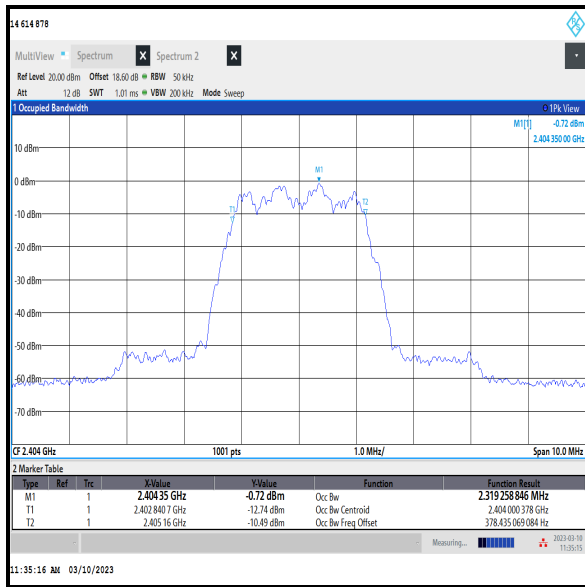 14 614 878
MultiView Spectrum X Spectrum 2 X
Ref Level 20.00 dBm Offset 18.60 dB RBW 50 kHz
Att 12 dB SWT 1.01 ms VBW 200 kHz Mode Sweep
1 Occupied Bandwidth 1Pk View
M1[1] -0.72 dBm
2.404 350 00 GHz
10 dBm
M1
0 dBm
T1 T2
-10 dBm
-20 dBm
-30 dBm
-40 dBm
-50 dBm
-60 dBm
-70 dBm
CF 2.404 GHz 1001 pts 1.0 MHz/ Span 10.0 MHz
2 Marker Table
Type Ref Trc X-Value Y-Value Function Function Result
M1 1 2.404 35 GHz -0.72 dBm Occ Bw 2.319 258 846 MHz
T1 1 2.402 840 7 GHz -12.74 dBm Occ Bw Centroid 2.404 000 378 GHz
T2 1 2.405 16 GHz -10.49 dBm Occ Bw Freq Offset 378.435 069 084 Hz
Measuring... 2023-03-10
11:35:15
11:35:16 AM 03/10/2023